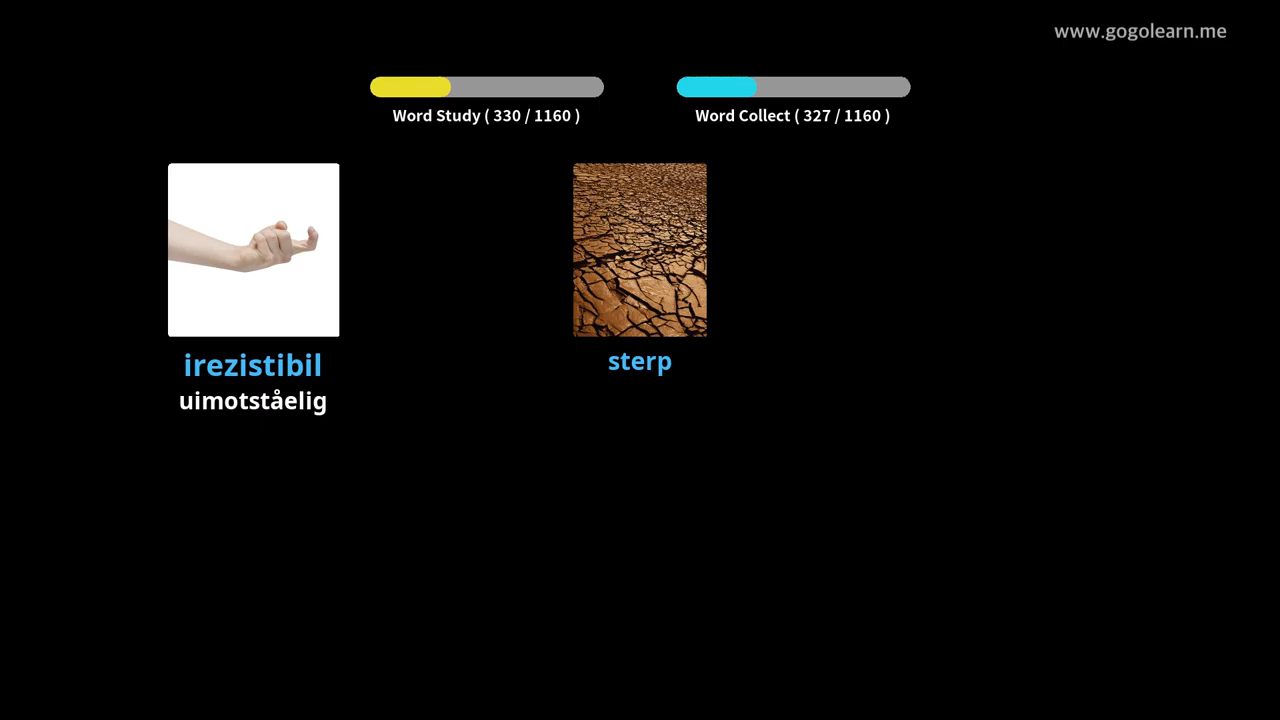 www.gogolearn.me
Word Study ( 330 / 1160 )
Word Collect ( 327 / 1160 )
irezistibil
uimotståelig
sterp